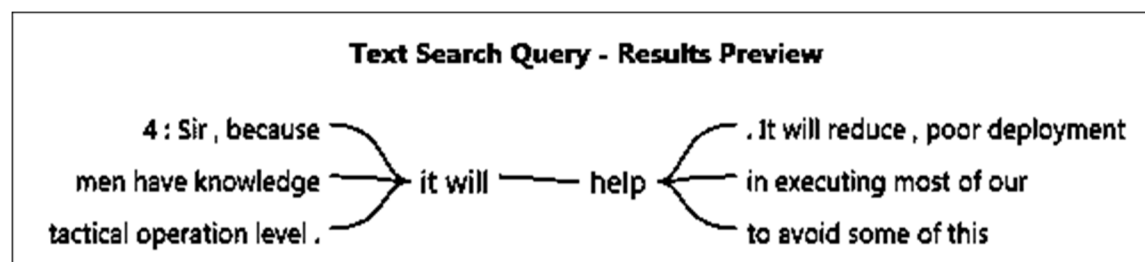 Text Search Query - Results Preview
4 : Sir , because
men have knowledge
tactical operation level .
it will
help
. It will reduce , poor deployment
in executing most of our
to avoid some of this